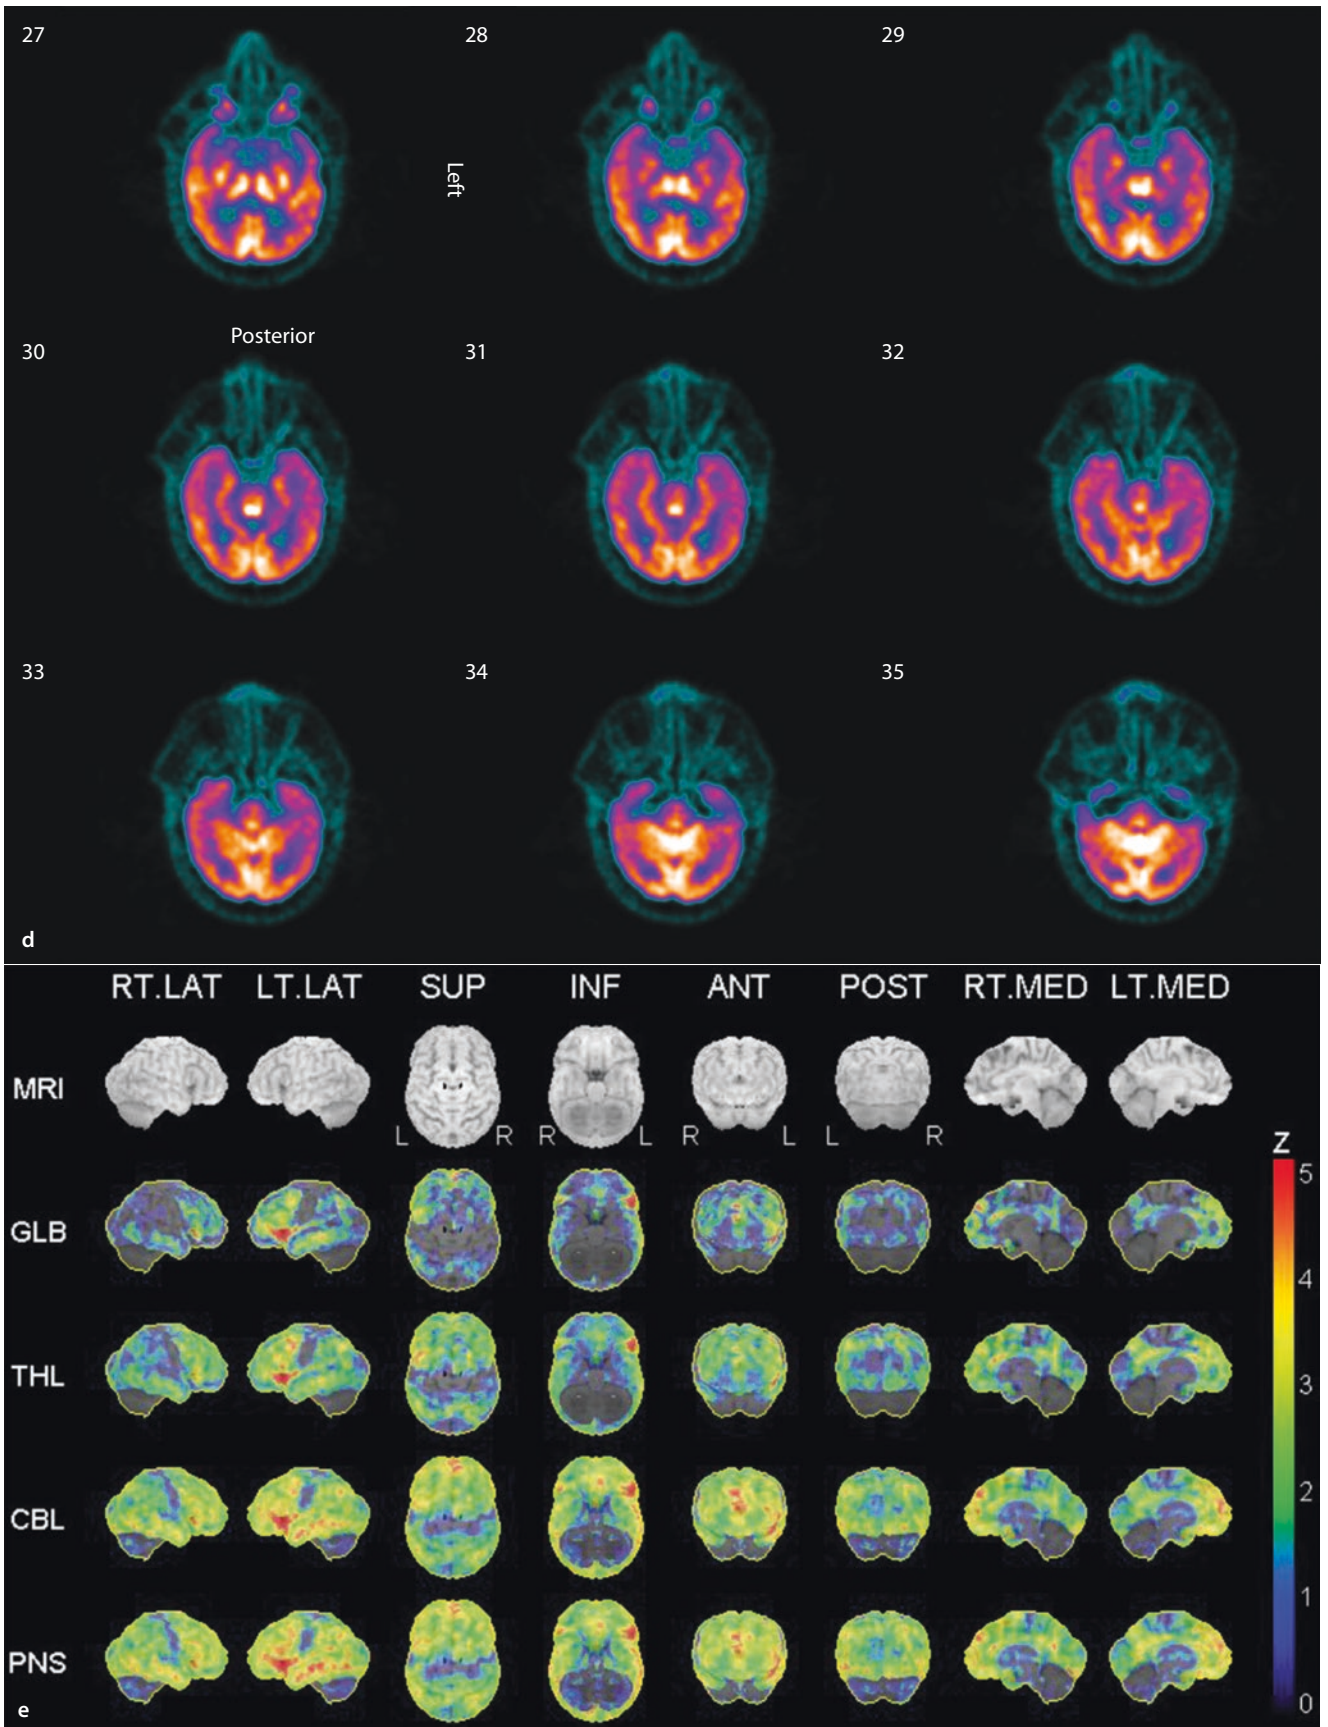 27 28 29
Left
Posterior
30 31 32
33 34 35
d
RT.LAT LT.LAT SUP INF ANT POST RT.MED LT.MED
MRI
L R R L R L L R
Z
5
GLB
4
THL
3
CBL
2
1
PNS
0
e